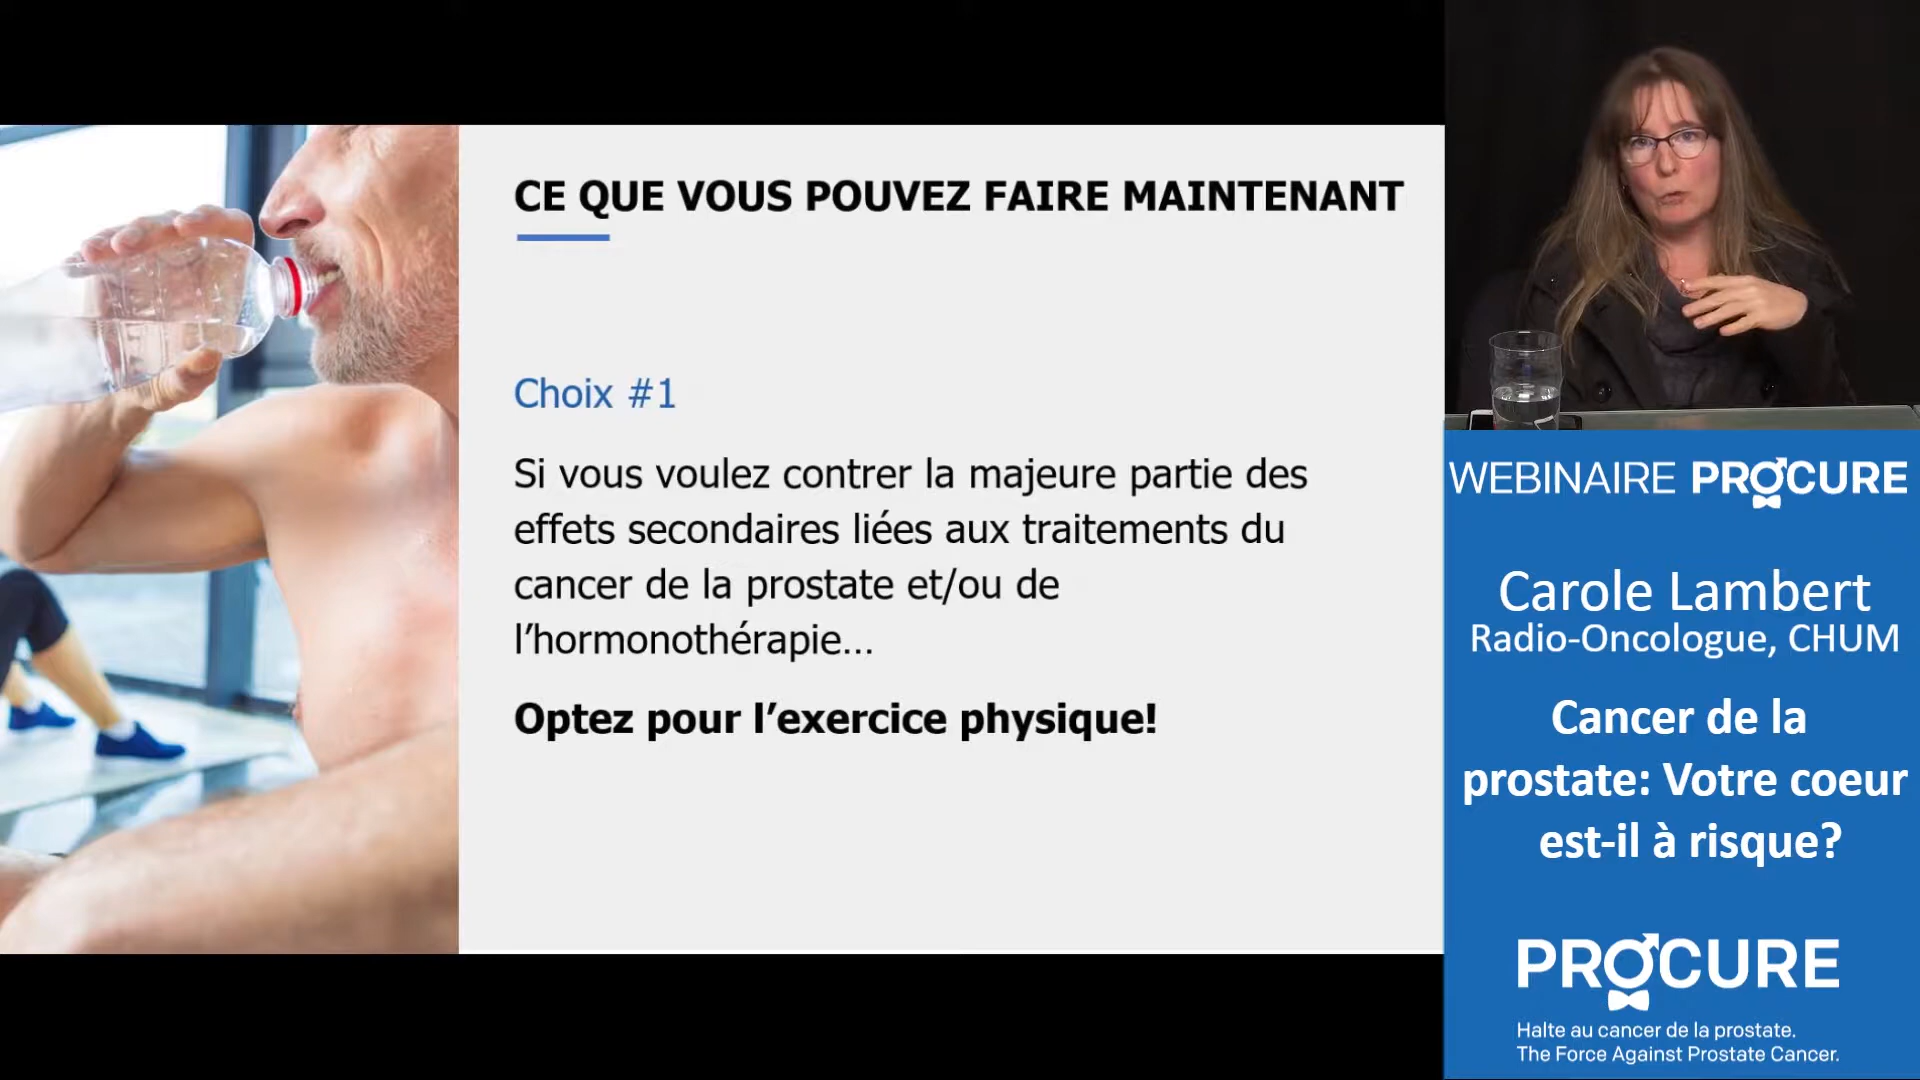 CE QUE VOUS POUVEZ FAIRE MAINTENANT
Choix #1
Si vous voulez contrer la majeure partie des
effets secondaires liées aux traitements du
cancer de la prostate et/ou de
l’hormonothérapie...
Optez pour l’exercice physique!
WEBINAIRE PROCURE
Carole Lambert
Radio-Oncologue, CHUM
Cancer de la
prostate: Votre coeur
est-il à risque?
PROCURE
Halte au cancer de la prostate.
The Force Against Prostate Cancer.